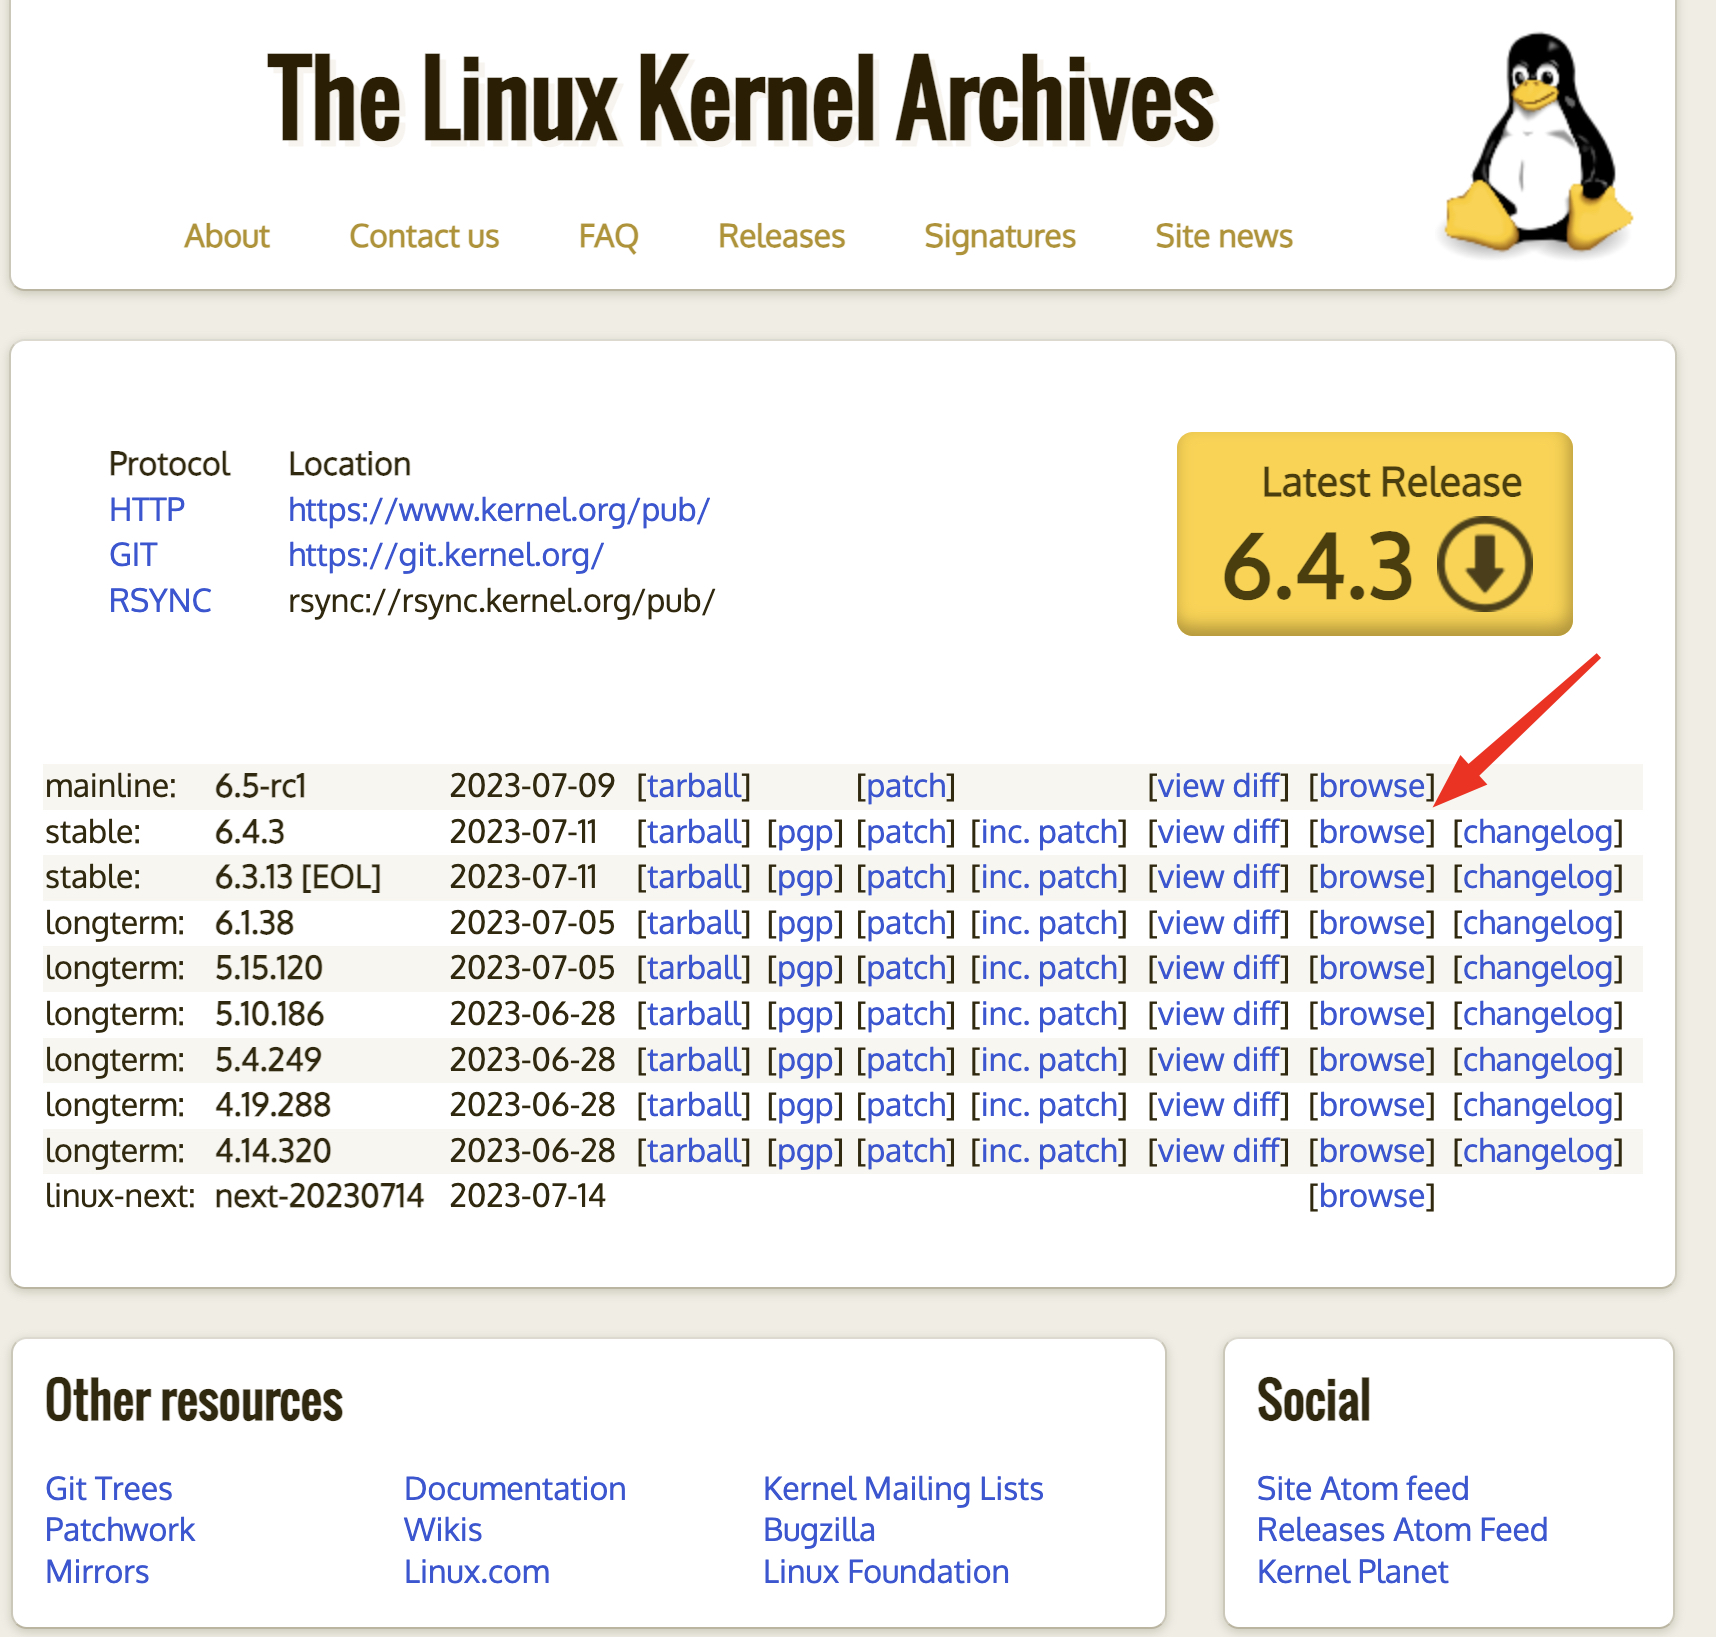 The Linux Kernel Archives
About Contact us FAQ Releases Signatures Site news
Protocol Location
HTTP https://www.kernel.org/pub/
GIT https://git.kernel.org/
RSYNC rsync://rsync.kernel.org/pub/
Latest Release
6.4.3
mainline: 6.5-rc1 2023-07-09 [tarball] [patch] [view diff] [browse]
stable: 6.4.3 2023-07-11 [tarball] [pgp] [patch] [inc. patch] [view diff] [browse] [changelog]
stable: 6.3.13 [EOL] 2023-07-11 [tarball] [pgp] [patch] [inc. patch] [view diff] [browse] [changelog]
longterm: 6.1.38 2023-07-05 [tarball] [pgp] [patch] [inc. patch] [view diff] [browse] [changelog]
longterm: 5.15.120 2023-07-05 [tarball] [pgp] [patch] [inc. patch] [view diff] [browse] [changelog]
longterm: 5.10.186 2023-06-28 [tarball] [pgp] [patch] [inc. patch] [view diff] [browse] [changelog]
longterm: 5.4.249 2023-06-28 [tarball] [pgp] [patch] [inc. patch] [view diff] [browse] [changelog]
longterm: 4.19.288 2023-06-28 [tarball] [pgp] [patch] [inc. patch] [view diff] [browse] [changelog]
longterm: 4.14.320 2023-06-28 [tarball] [pgp] [patch] [inc. patch] [view diff] [browse] [changelog]
linux-next: next-20230714 2023-07-14 [browse]
Other resources
Git Trees Documentation Kernel Mailing Lists
Patchwork Wikis Bugzilla
Mirrors Linux.com Linux Foundation
Social
Site Atom feed
Releases Atom Feed
Kernel Planet